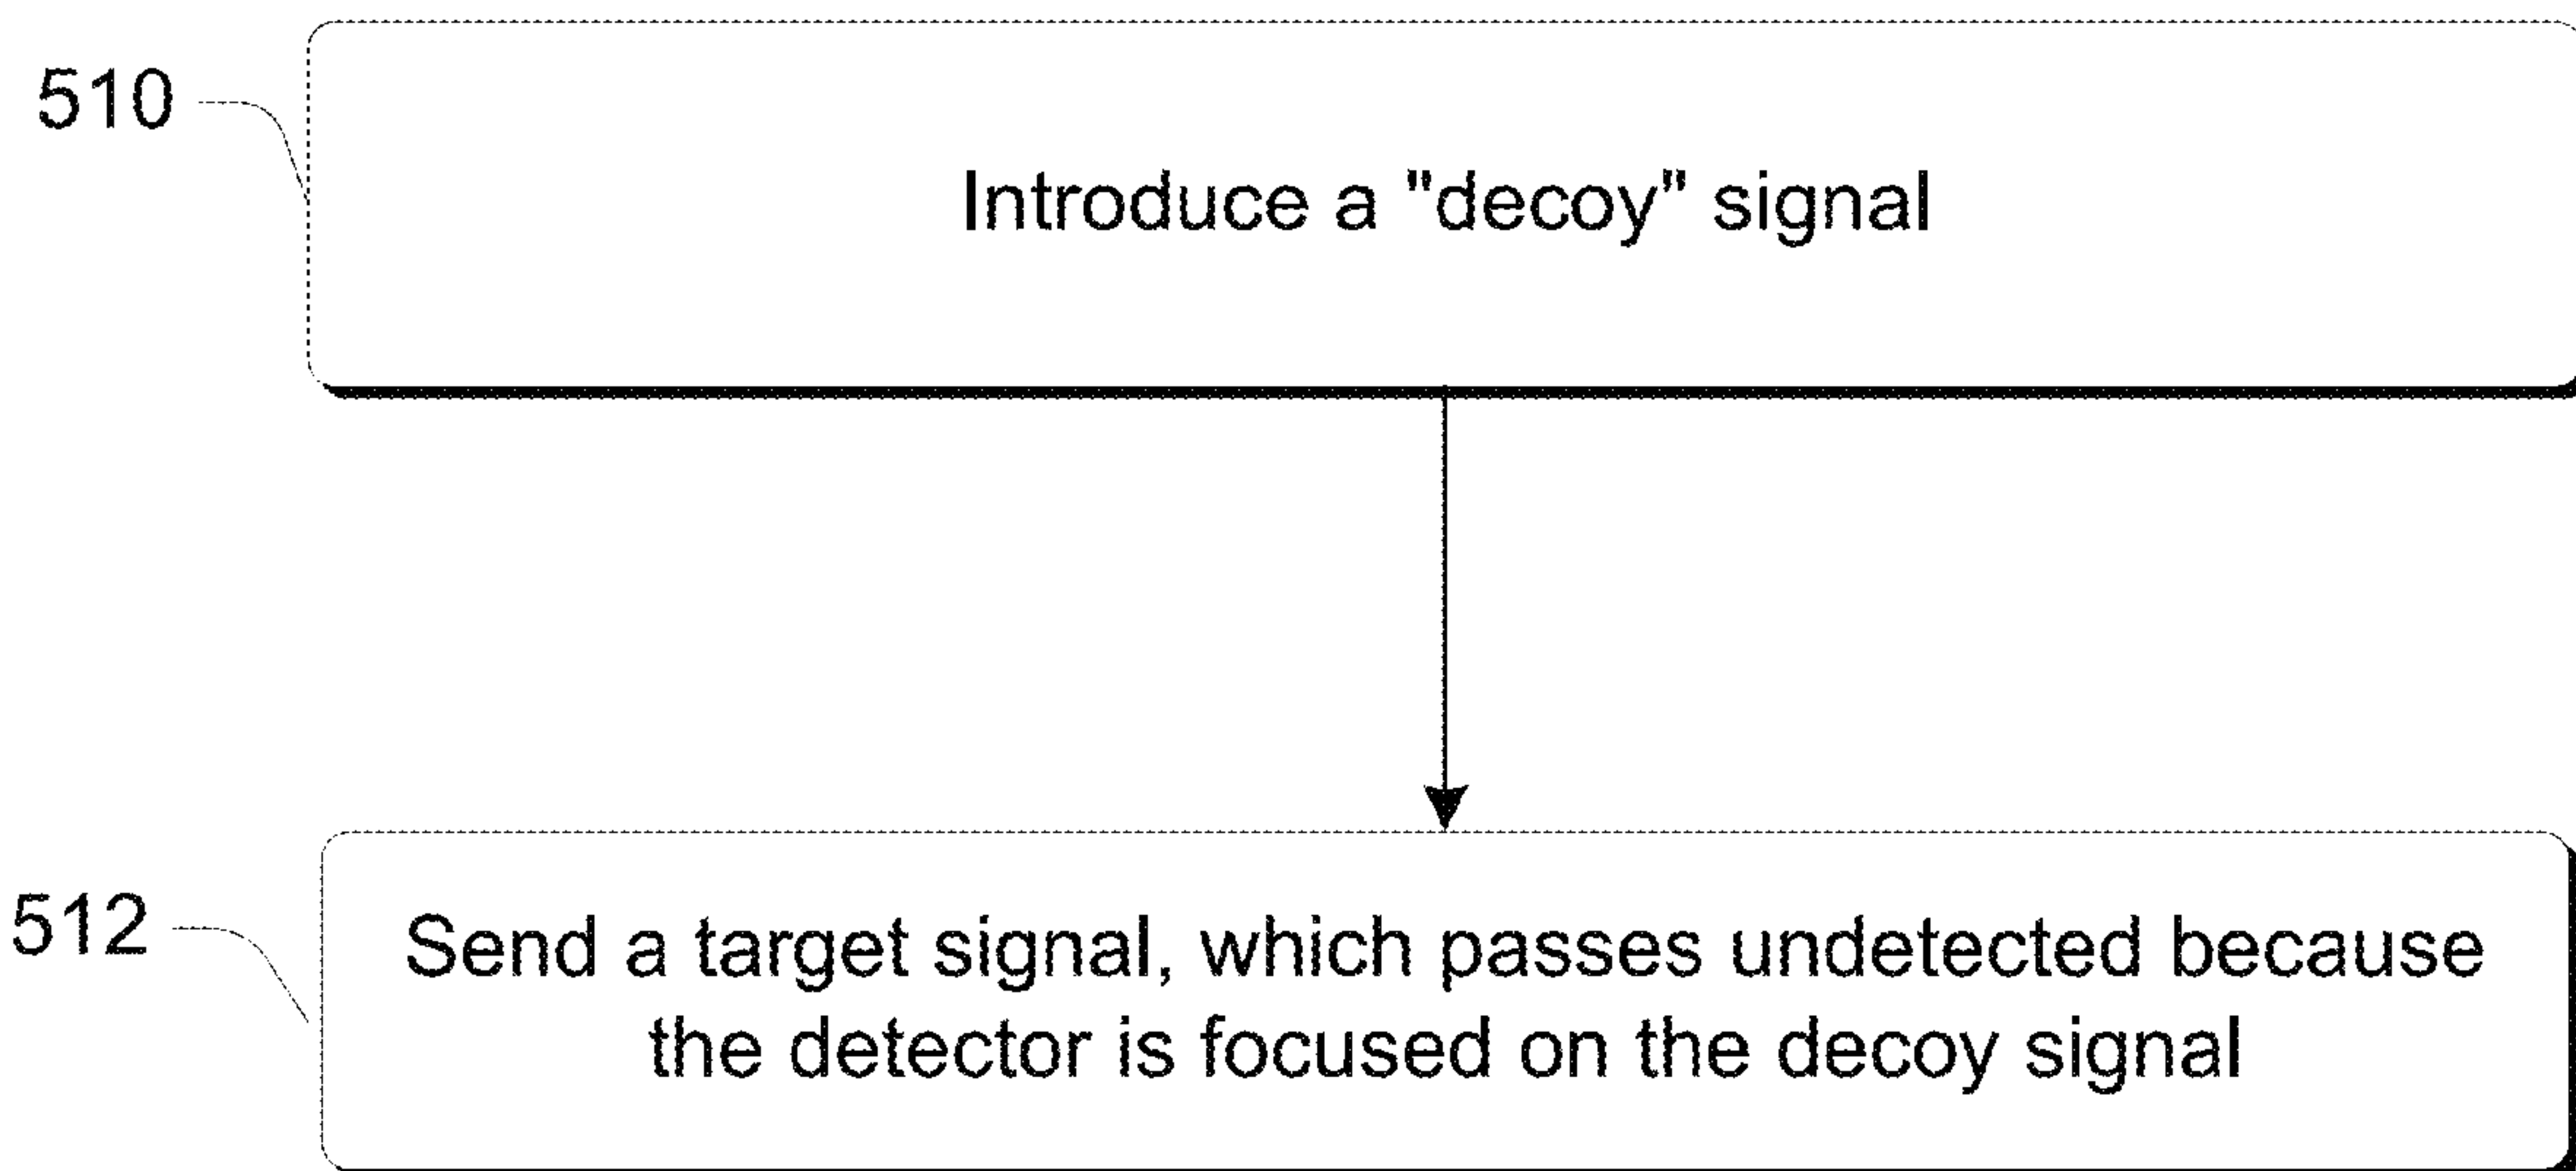 510
Introduce a "decoy" signal
512
Send a target signal, which passes undetected because
the detector is focused on the decoy signal